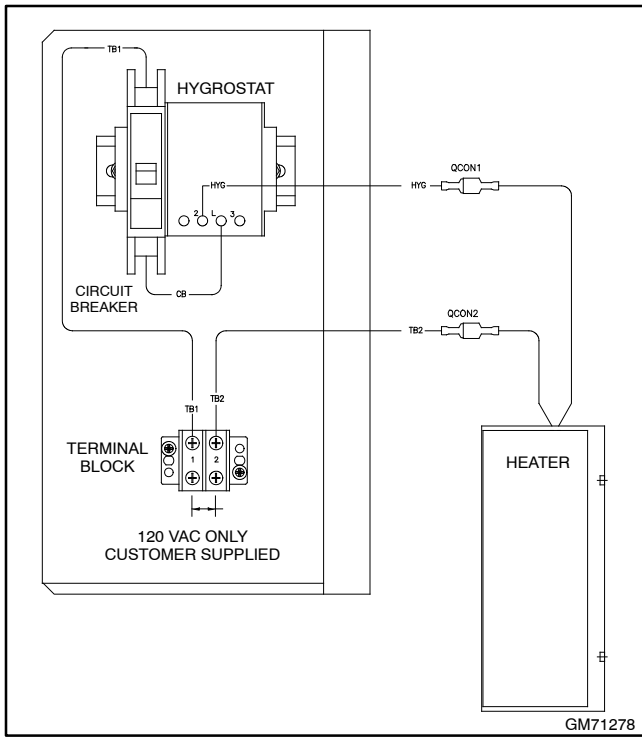 TB1
HYGROSTAT
HYG
HYG
QCON1
2 L 3
CB
CIRCUIT
BREAKER
QCON2
TB2
TB1
TB2
TERMINAL
BLOCK
1 2
HEATER
120 VAC ONLY
CUSTOMER SUPPLIED
GM71278